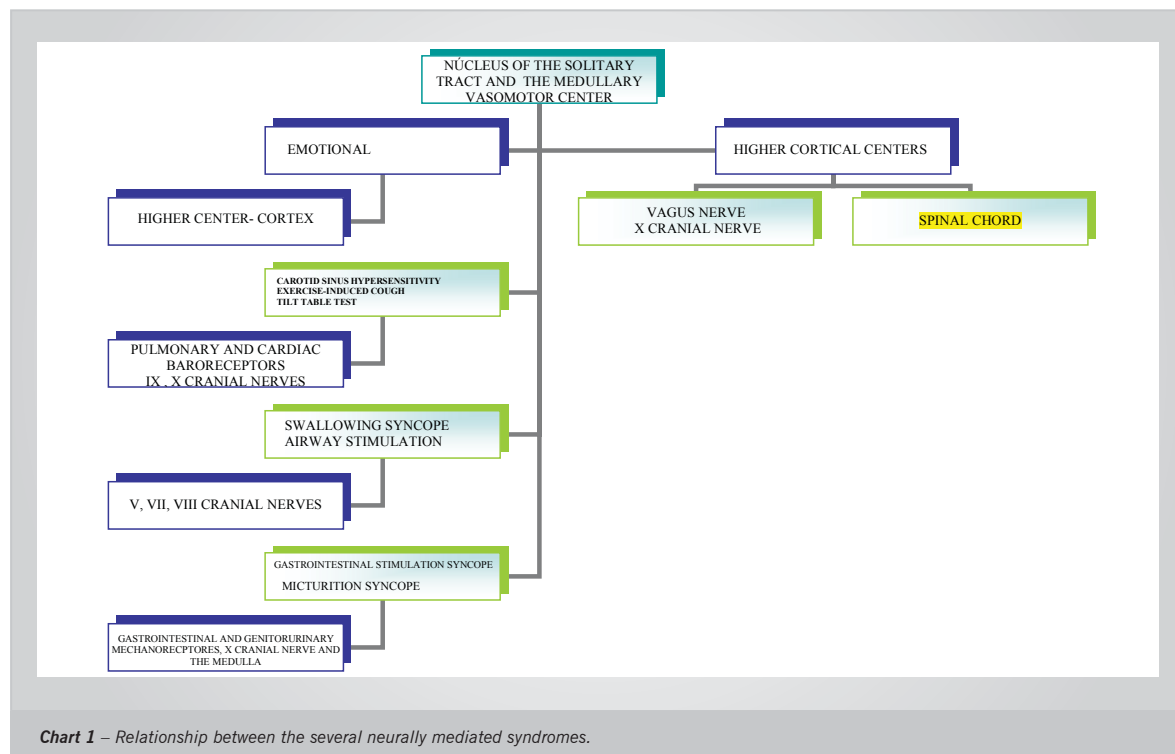 NÚCLEUS OF THE SOLITARY
TRACT AND THE MEDULLARY
VASOMOTOR CENTER
EMOTIONAL
HIGHER CORTICAL CENTERS
HIGHER CENTER- CORTEX
VAGUS NERVE
X CRANIAL NERVE
SPINAL CHORD
CAROTID SINUS HYPERSENSITIVITY
EXERCISE-INDUCED COUGH
TILT TABLE TEST
PULMONARY AND CARDIAC
BARORECEPTORS
IX , X CRANIAL NERVES
SWALLOWING SYNCOPE
AIRWAY STIMULATION
V, VII, VIII CRANIAL NERVES
GASTROINTESTINAL STIMULATION SYNCOPE
MICTURITION SYNCOPE
GASTROINTESTINAL AND GENITORURINARY
MECHANORECPTORES, X CRANIAL NERVE AND
THE MEDULLA
Chart 1 – Relationship between the several neurally mediated syndromes.